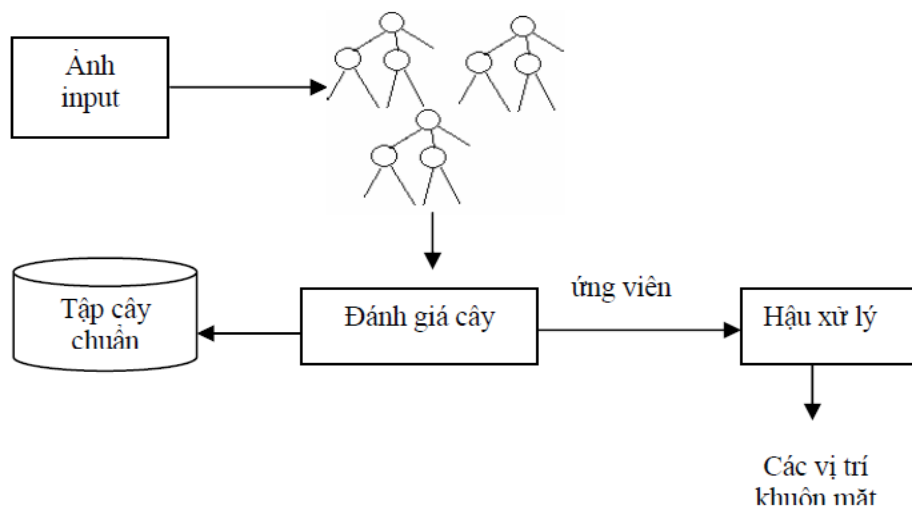 Ảnh
input
ứng viên
Tập cây
chuẩn
Đánh giá cây
Hậu xử lý
Các vị trí
khuôn mặt